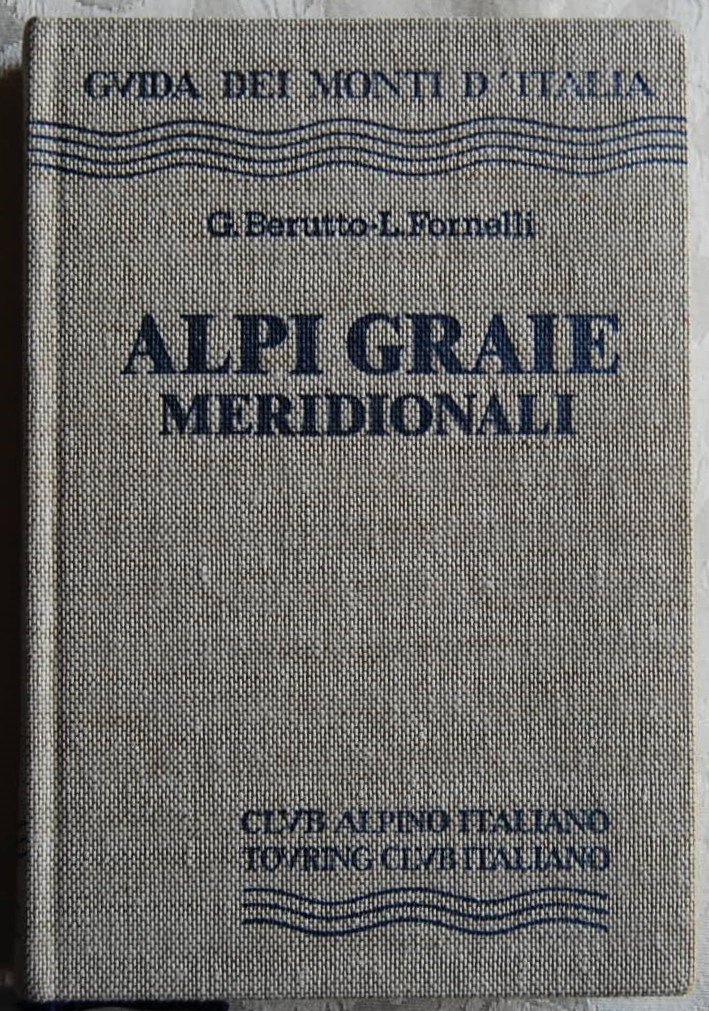 GVIDA DEI MONTI D'ITALIA
G. Berutto-L. Fornelli
ALPI GRAIE
MERIDIONALI
CLVB ALPINO ITALIANO
TOVRING CLVB ITALIANO